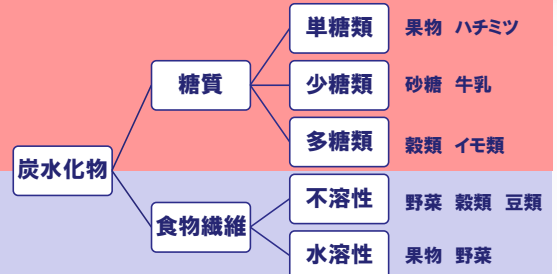 単糖類 果物 ハチミツ
糖質 少糖類 砂糖 牛乳
多糖類 穀類 イモ類
炭水化物
不溶性 野菜 穀類 豆類
食物繊維
水溶性 果物 野菜